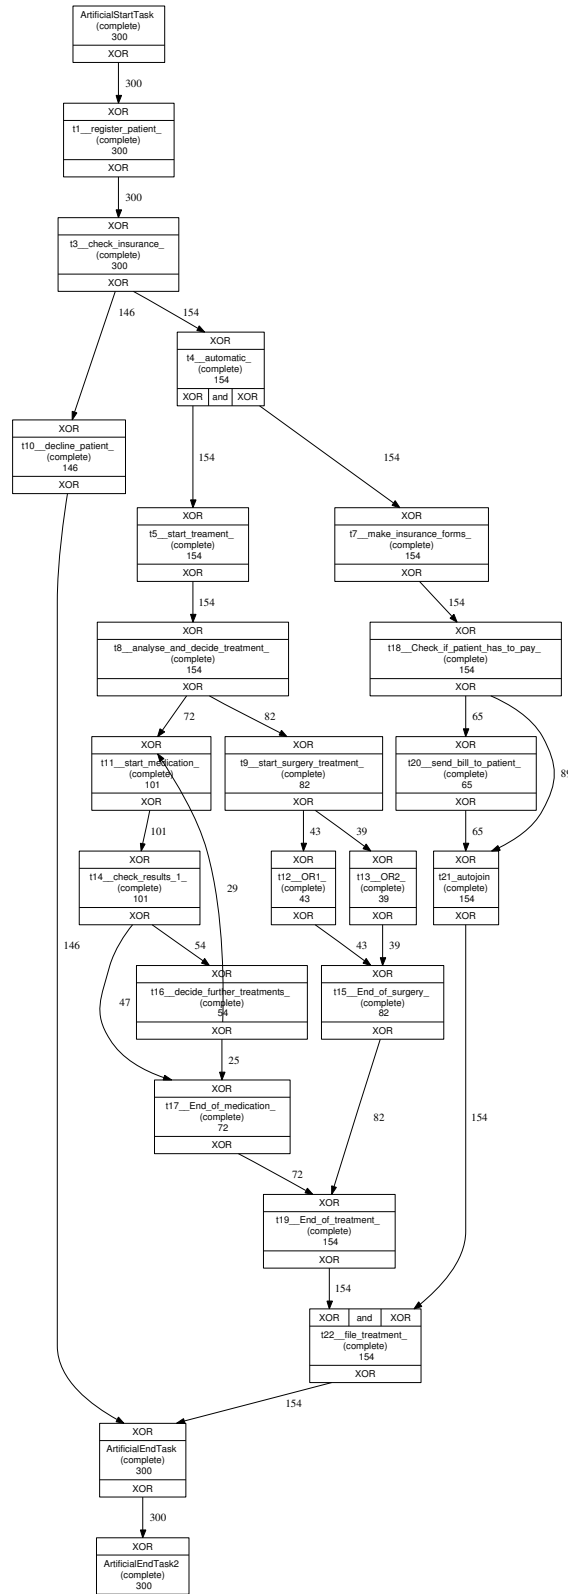 ArtificialStartTask
(complete)
300
XOR
300
XOR
t1__register_patient_
(complete)
300
XOR
300
XOR
t3__check_insurance_
(complete)
300
XOR
146
154
XOR
t4__automatic_
(complete)
154
XOR and XOR
XOR
t10__decline_patient_
(complete)
146
XOR
154
154
XOR
t5__start_treament_
(complete)
154
XOR
XOR
t7__make_insurance_forms_
(complete)
154
XOR
154
154
XOR
t8__analyse_and_decide_treatment_
(complete)
154
XOR
XOR
t18__Check_if_patient_has_to_pay_
(complete)
154
XOR
72
82
65
89
XOR
t11__start_medication_
(complete)
101
XOR
XOR
t9__start_surgery_treatment_
(complete)
82
XOR
XOR
t20__send_bill_to_patient_
(complete)
65
XOR
101
43
39
65
XOR
t14__check_results_1_
(complete)
101
XOR
29
XOR
t12__OR1_
(complete)
43
XOR
XOR
t13__OR2_
(complete)
39
XOR
XOR
t21_autojoin
(complete)
154
XOR
146
54
43
39
47
XOR
t16__decide_further_treatments_
(complete)
54
XOR
XOR
t15__End_of_surgery_
(complete)
82
XOR
25
XOR
t17__End_of_medication_
(complete)
72
XOR
82
154
72
XOR
t19__End_of_treatment_
(complete)
154
XOR
154
XOR and XOR
t22__file_treatment_
(complete)
154
XOR
154
XOR
ArtificialEndTask
(complete)
300
XOR
300
XOR
ArtificialEndTask2
(complete)
300